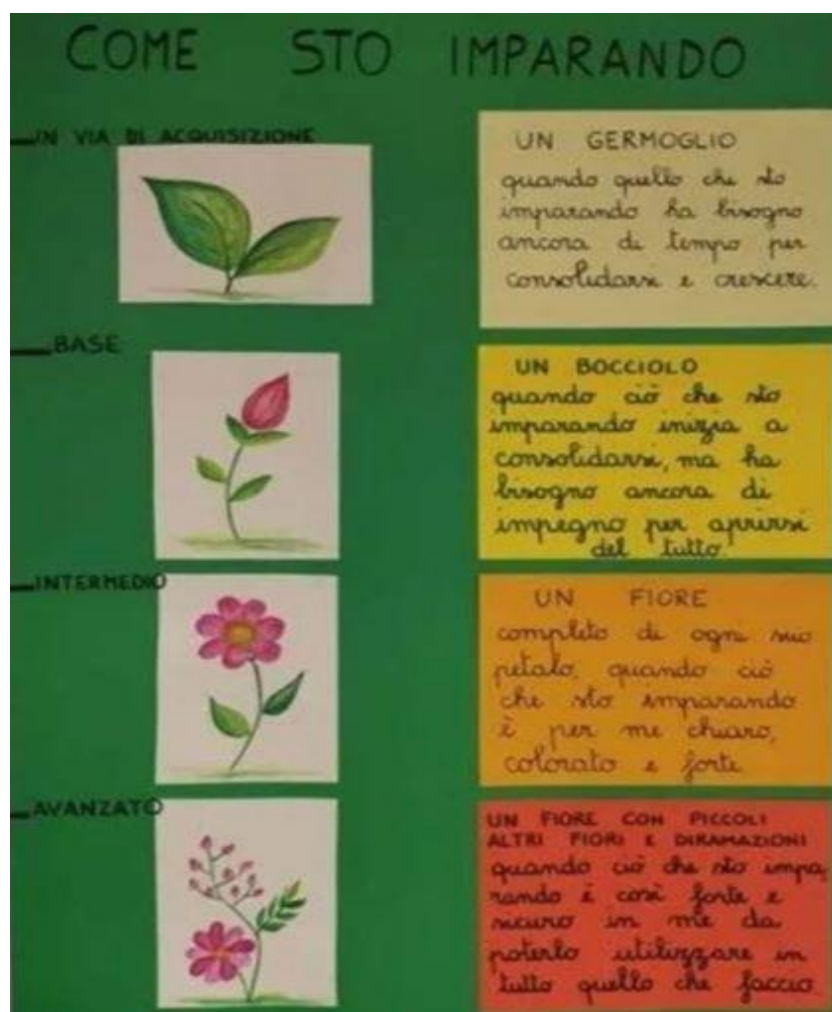 COME STO IMPARANDO
IN VIA DI ACQUISIZIONE
UN GERMOGLIO
quando quello che sto
imparando ha bisogno
ancora di tempo per
consolidarsi e crescere.
BASE
UN BOCCIOLO
quando ciò che sto
imparando inizia a
consolidarsi, ma ha
bisogno ancora di
impegno per aprirsi
del tutto.
INTERMEDIO
UN FIORE
completo di ogni suo
petalo, quando ciò
che sto imparando
è per me chiaro,
colorato e forte.
AVANZATO
UN FIORE CON PICCOLI
ALTRI FIORI E DIRAMAZIONI
quando ciò che sto impa
rando è così forte e
sicuro in me da
poterlo utilizzare in
tutto quello che faccio.